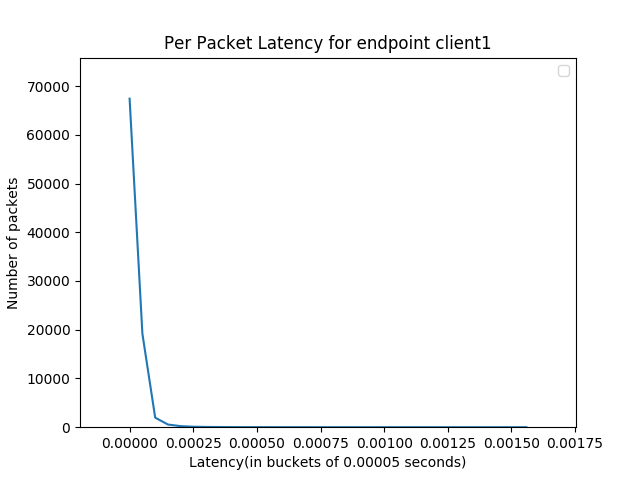 Per Packet Latency for endpoint client1
70000
60000
50000
40000
30000
20000
10000
0
Number of packets
0.00000 0.00025 0.00050 0.00075 0.00100 0.00125 0.00150 0.00175
Latency(in buckets of 0.00005 seconds)